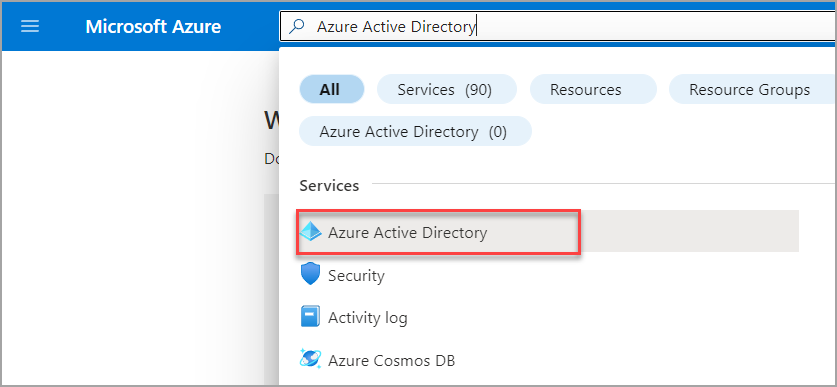 Microsoft Azure
Azure Active Directory
All
Services (90)
Resources
Resource Groups
Azure Active Directory (0)
W
Do
Services
Azure Active Directory
Security
Activity log
Azure Cosmos DB